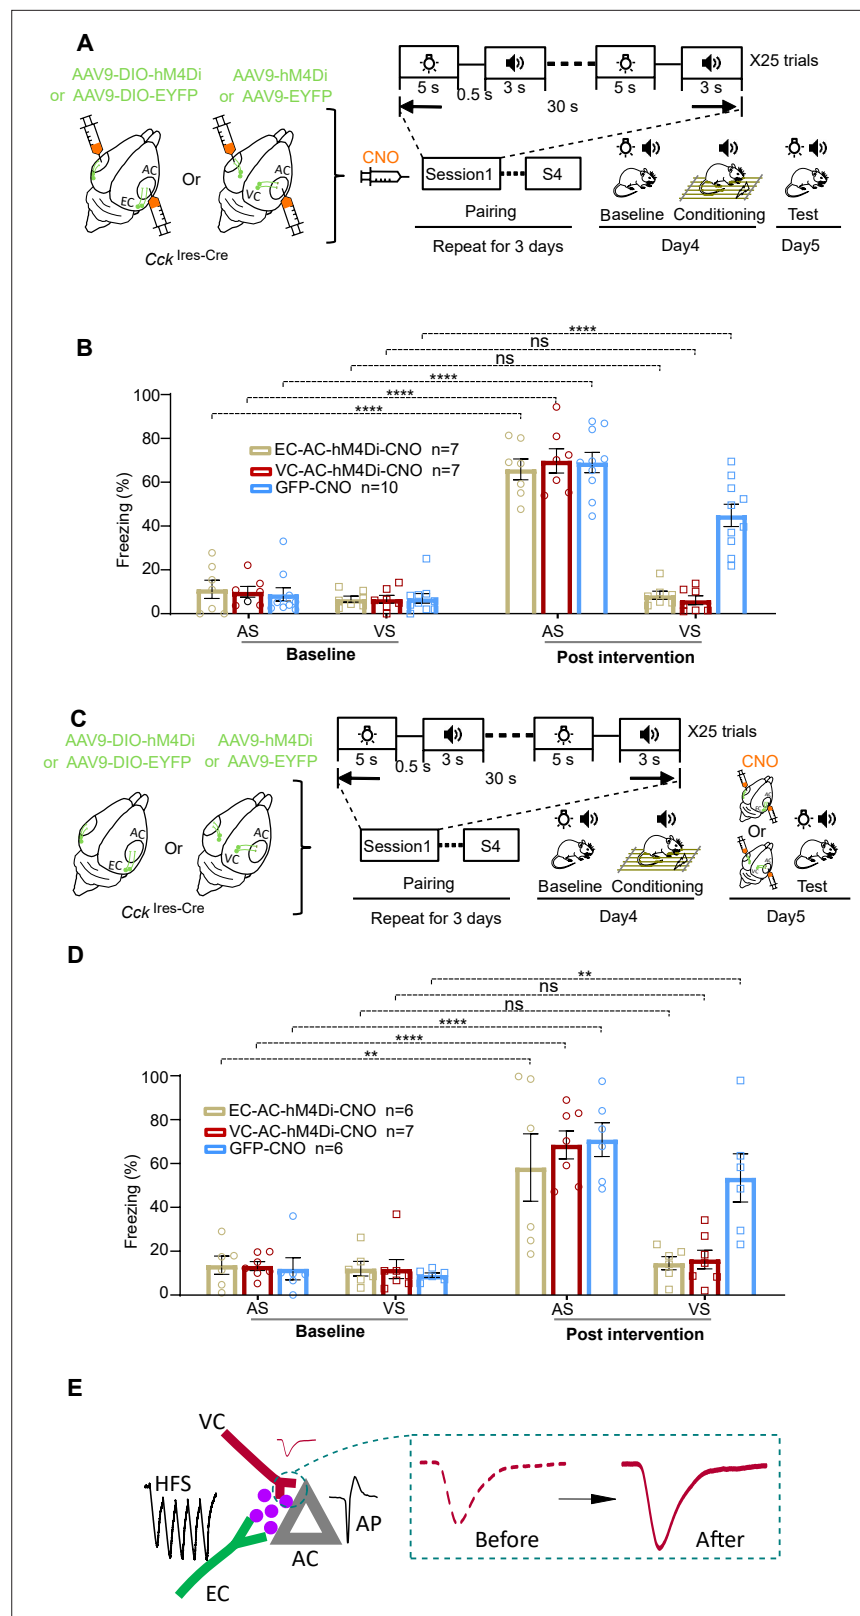 A
AAV9-DIO-hM4Di
or AAV9-DIO-EYFP
AAV9-hM4Di
or AAV9-EYFP
AC
EC
Or
AC
VC
Cck Ires-Cre
5 s
0.5 s
3 s
30 s
5 s
3 s
X25 trials
CNO
Session1
S4
Pairing
Baseline
Conditioning
Test
Repeat for 3 days
Day4
Day5
B
****
ns
ns
****
****
****
100
80
60
40
20
0
Freezing (%)
EC-AC-hM4Di-CNO n=7
VC-AC-hM4Di-CNO n=7
GFP-CNO n=10
AS
VS
AS
VS
Baseline
Post intervention
C
AAV9-DIO-hM4Di
or AAV9-DIO-EYFP
AAV9-hM4Di
or AAV9-EYFP
AC
EC
Or
AC
VC
Cck Ires-Cre
5 s
0.5 s
3 s
30 s
5 s
3 s
X25 trials
CNO
Or
Session1
S4
Pairing
Baseline
Conditioning
Test
Repeat for 3 days
Day4
Day5
D
**
ns
ns
****
****
**
100
80
60
40
20
0
Freezing (%)
EC-AC-hM4Di-CNO n=6
VC-AC-hM4Di-CNO n=7
GFP-CNO n=6
AS
VS
AS
VS
Baseline
Post intervention
E
VC
HFS
AP
AC
EC
Before
After